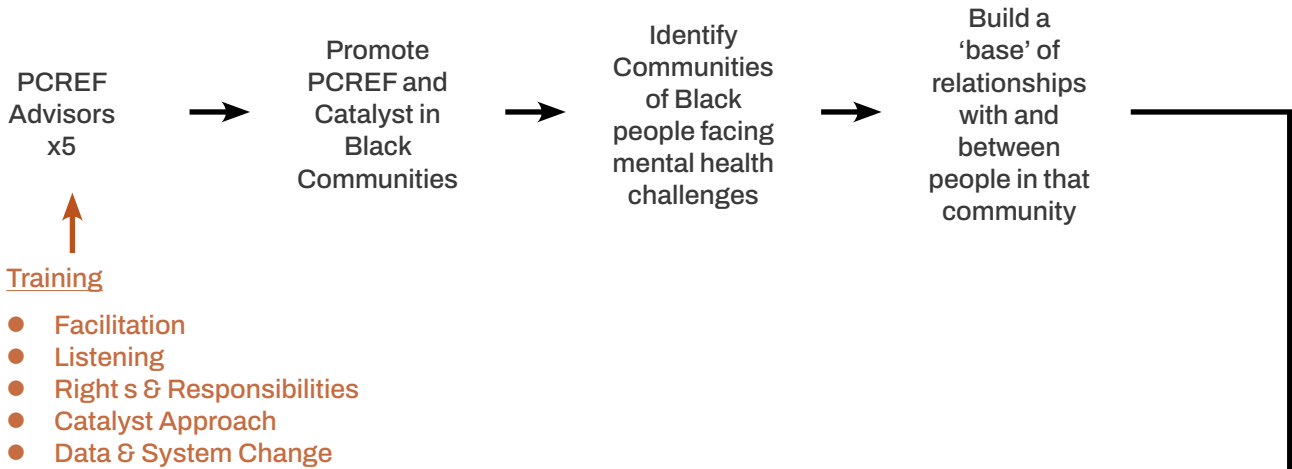 PCREF
Advisors
x5
Promote
PCREF and
Catalyst in
Black
Communities
Identify
Communities
of Black
people facing
mental health
challenges
Build a
‘base’ of
relationships
with and
between
people in that
community
Training
● Facilitation
● Listening
● Right s & Responsibilities
● Catalyst Approach
● Data & System Change